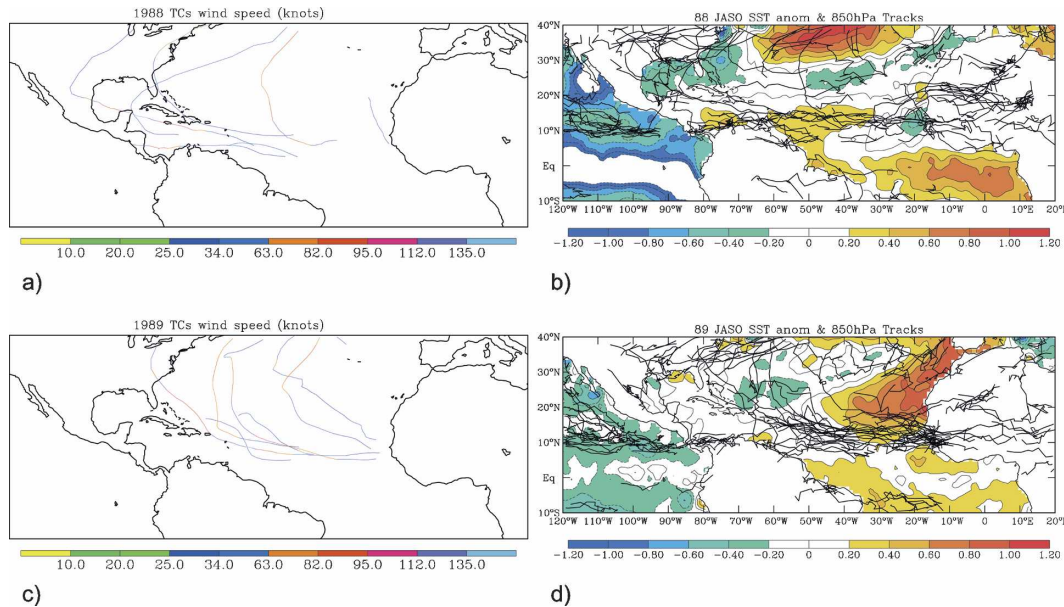 1988 TCs wind speed (knots)
10.0 20.0 25.0 34.0 63.0 82.0 95.0 112.0 135.0
a)
88 JASO SST anom & 850hPa Tracks
40°N
30°N
20°N
10°N
Eq
10°S
120°W 110°W 100°W 90°W 80°W 70°W 60°W 50°W 40°W 30°W 20°W 10°W 0° 10°E 20°E
-1.20 -1.00 -0.80 -0.60 -0.40 -0.20 0 0.20 0.40 0.60 0.80 1.00 1.20
b)
1989 TCs wind speed (knots)
10.0 20.0 25.0 34.0 63.0 82.0 95.0 112.0 135.0
c)
89 JASO SST anom & 850hPa Tracks
40°N
30°N
20°N
10°N
Eq
10°S
120°W 110°W 100°W 90°W 80°W 70°W 60°W 50°W 40°W 30°W 20°W 10°W 0° 10°E 20°E
-1.20 -1.00 -0.80 -0.60 -0.40 -0.20 0 0.20 0.40 0.60 0.80 1.00 1.20
d)